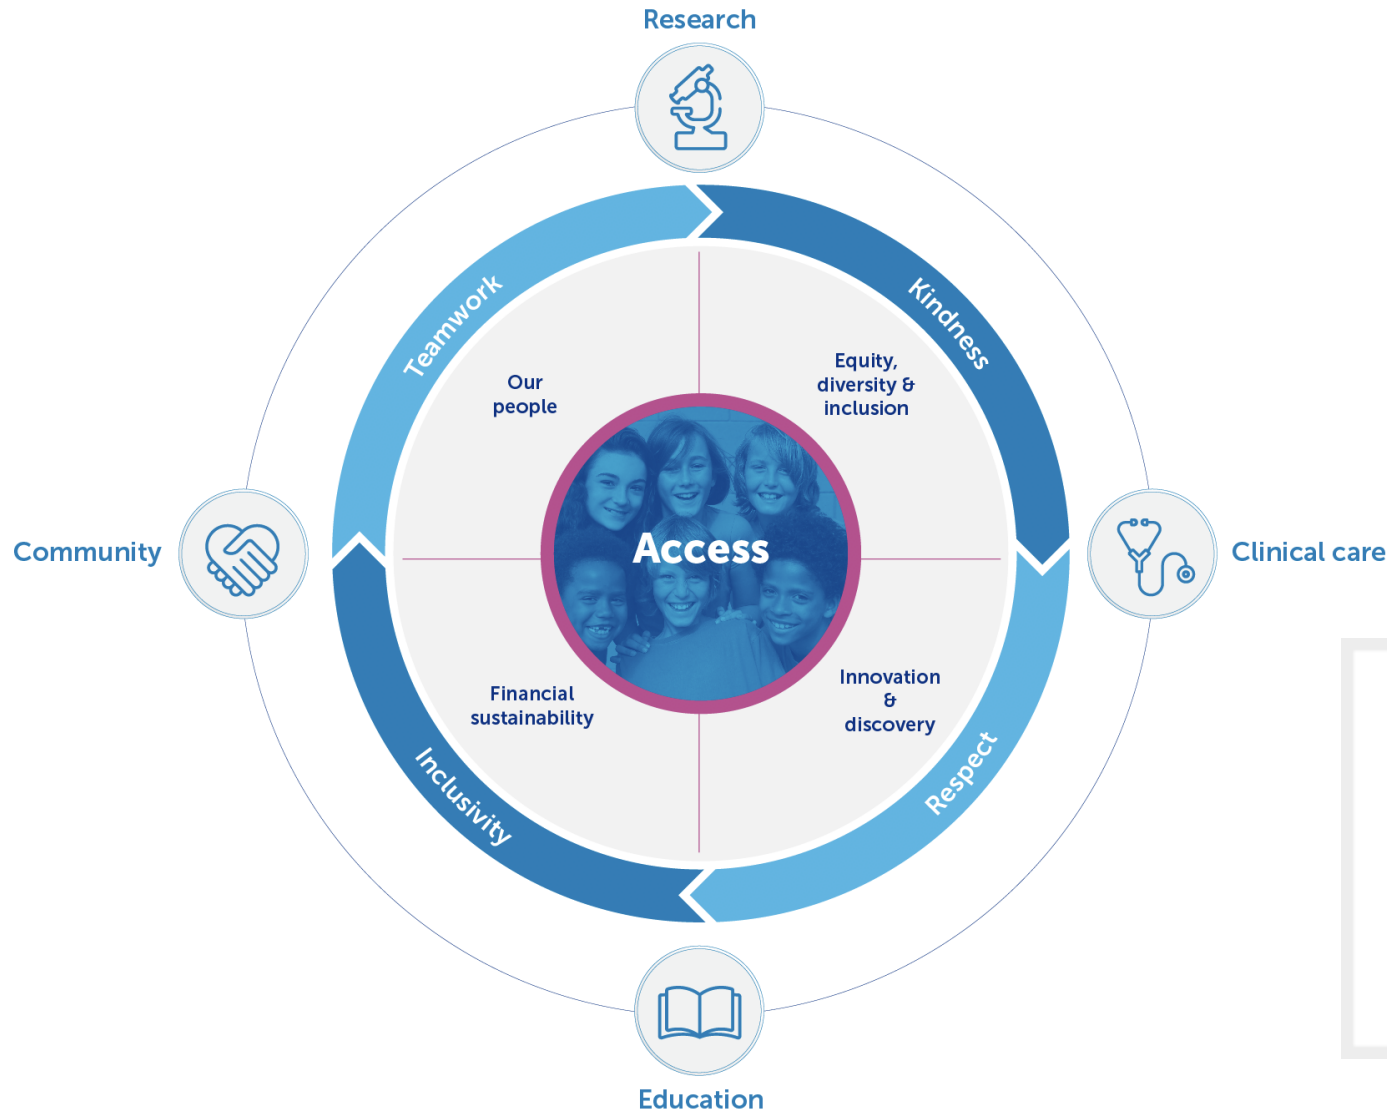 Research
Teamwork
Kindness
Our
people
Equity,
diversity &
inclusion
Community
Access
Clinical care
Financial
sustainability
Innovation
&
discovery
Inclusivity
Respect
Education